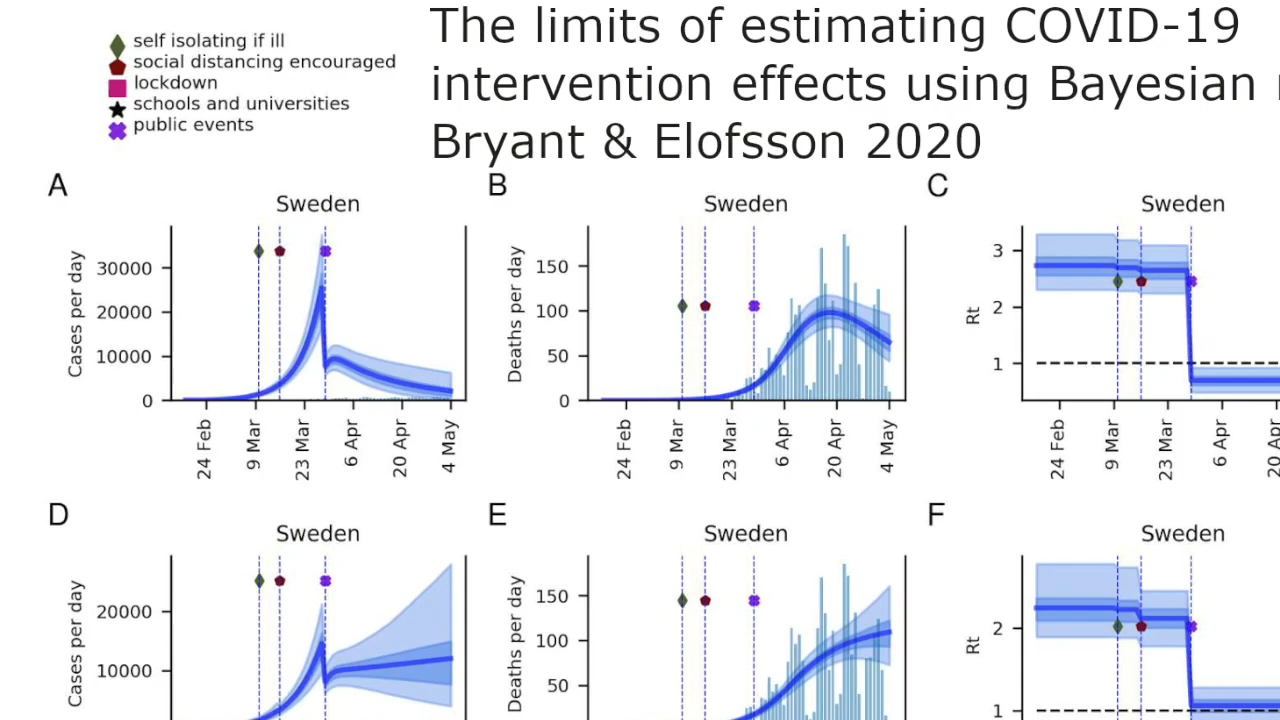 self isolating if ill
social distancing encouraged
lockdown
schools and universities
public events
The limits of estimating COVID-19
intervention effects using Bayesian
Bryant & Elofsson 2020
A
Sweden
Cases per day
30000
20000
10000
0
24 Feb
9 Mar
23 Mar
6 Apr
20 Apr
4 May
B
Sweden
Deaths per day
150
100
50
0
24 Feb
9 Mar
23 Mar
6 Apr
20 Apr
4 May
C
Sweden
Rt
3
2
1
24 Feb
9 Mar
23 Mar
6 Apr
20 Apr
D
Sweden
Cases per day
20000
10000
E
Sweden
Deaths per day
150
100
50
F
Sweden
Rt
2
1